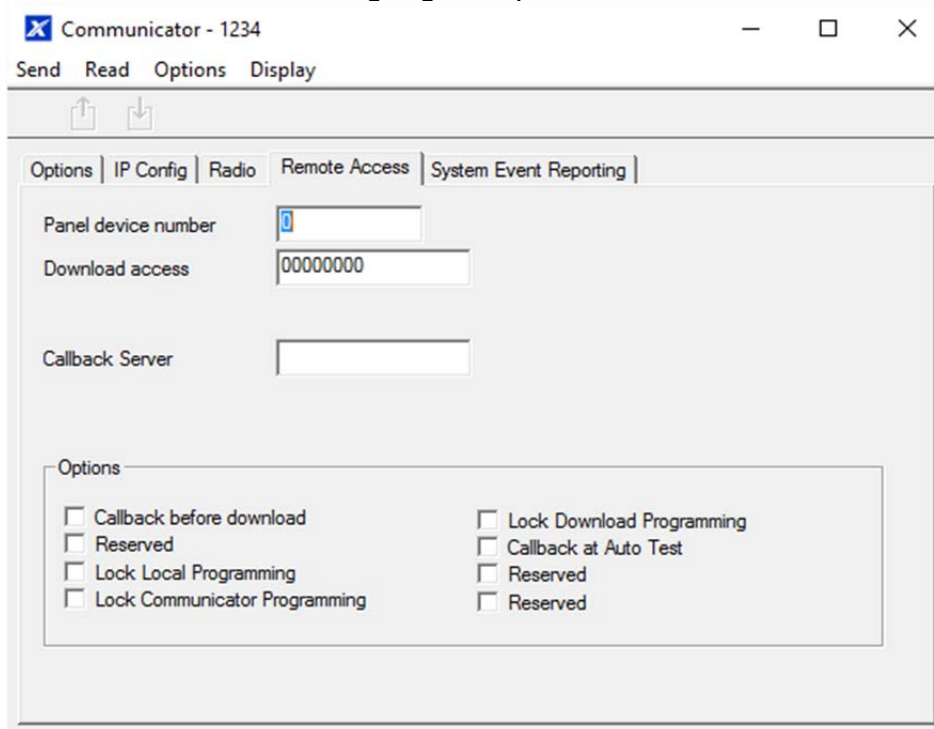 Communicator - 1234
Send Read Options Display
Options IP Config Radio Remote Access System Event Reporting
Panel device number 0
Download access 00000000
Callback Server
Options
Callback before download Lock Download Programming
Reserved Callback at Auto Test
Lock Local Programming Reserved
Lock Communicator Programming Reserved